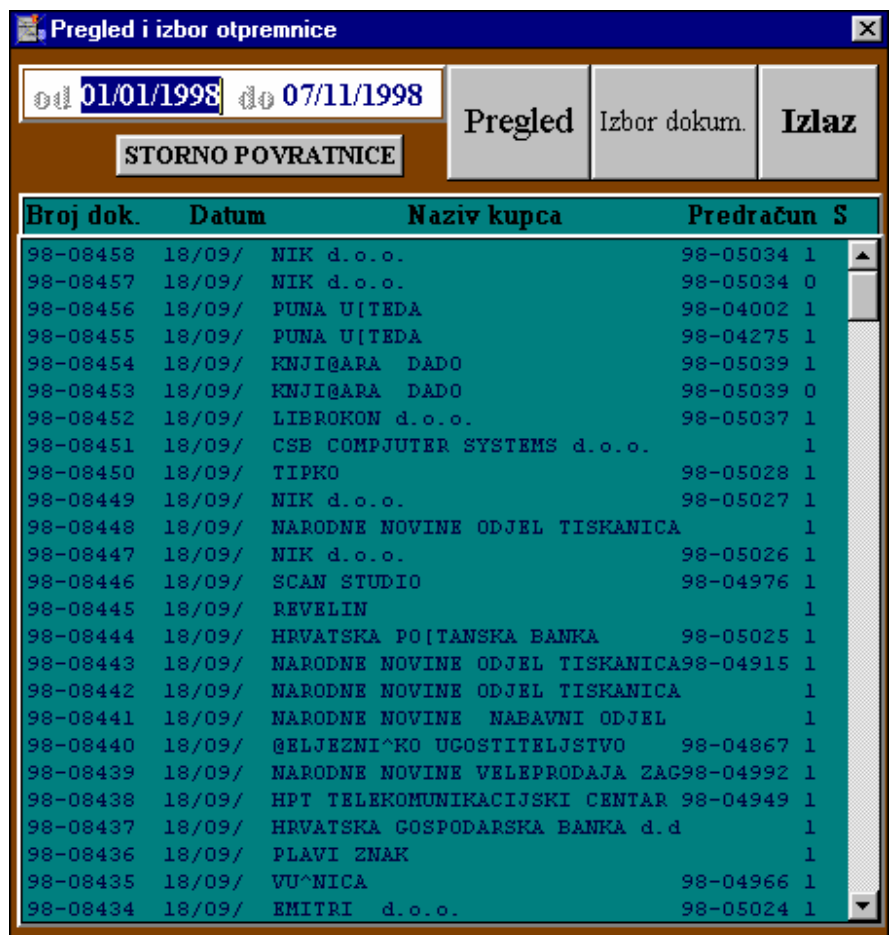 Pregled i izbor otpremnice
od 01/01/1998 do 07/11/1998
Pregled
Izbor dokum.
Izlaz
STORNO POVRATNICE
Broj dok. Datum Naziv kupca Predračun S
98-08458 18/09/ NIK d.o.o. 98-05034 1
98-08457 18/09/ NIK d.o.o. 98-05034 0
98-08456 18/09/ PUNA U[TEDA 98-04002 1
98-08455 18/09/ PUNA U[TEDA 98-04275 1
98-08454 18/09/ KNJI@ARA DADO 98-05039 1
98-08453 18/09/ KNJI@ARA DADO 98-05039 0
98-08452 18/09/ LIBROKON d.o.o. 98-05037 1
98-08451 18/09/ CSB COMPJUTER SYSTEMS d.o.o. 1
98-08450 18/09/ TIPKO 98-05028 1
98-08449 18/09/ NIK d.o.o. 98-05027 1
98-08448 18/09/ NARODNE NOVINE ODJEL TISKANICA 1
98-08447 18/09/ NIK d.o.o. 98-05026 1
98-08446 18/09/ SCAN STUDIO 98-04976 1
98-08445 18/09/ REVELIN 1
98-08444 18/09/ HRVATSKA PO[TANSKA BANKA 98-05025 1
98-08443 18/09/ NARODNE NOVINE ODJEL TISKANICA98-04915 1
98-08442 18/09/ NARODNE NOVINE ODJEL TISKANICA 1
98-08441 18/09/ NARODNE NOVINE NABAVNI ODJEL 1
98-08440 18/09/ @ELJEZNI^KO UGOSTITELJSTVO 98-04867 1
98-08439 18/09/ NARODNE NOVINE VELEPRODAJA ZAG98-04992 1
98-08438 18/09/ HPT TELEKOMUNIKACIJSKI CENTAR 98-04949 1
98-08437 18/09/ HRVATSKA GOSPODARSKA BANKA d.d 1
98-08436 18/09/ PLAVI ZNAK 1
98-08435 18/09/ VU^NICA 98-04966 1
98-08434 18/09/ EMITRI d.o.o. 98-05024 1